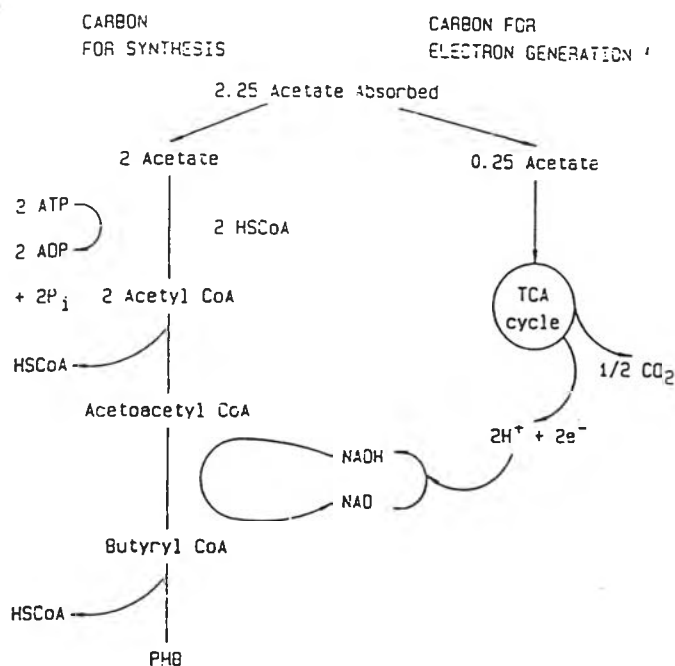 CARBON
FOR SYNTHESIS
CARBON FOR
ELECTRON GENERATION
2.25 Acetate Absorbed
2 Acetate
0.25 Acetate
2 ATP
2 HSCoA
2 ADP
+ 2Pi
2 Acetyl CoA
TCA
cycle
HSCoA
1/2 CO2
Acetoacetyl CoA
2H+ + 2e-
NADH
NAD
Butyryl CoA
HSCoA
PHB